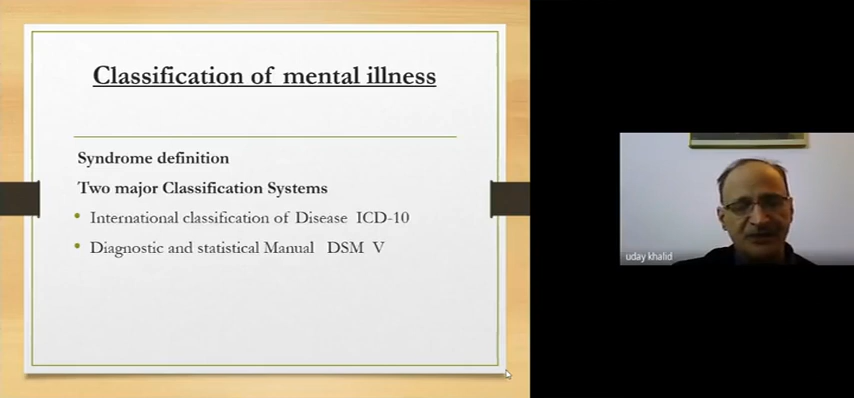 Classification of mental illness
Syndrome definition
Two major Classification Systems
International classification of Disease ICD-10
Diagnostic and statistical Manual DSM V
uday khalid